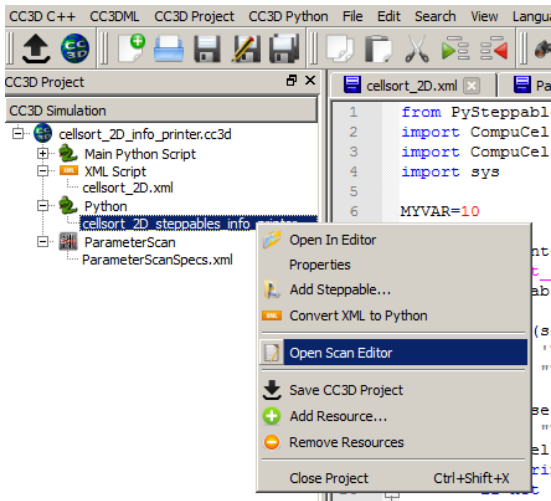 CC3D C++ CC3DML CC3D Project CC3D Python File Edit Search View
CC3D Project
cellsort_2D.xml
CC3D Simulation
cellsort_2D_info_printer.cc3d
Main Python Script
XML Script
cellsort_2D.xml
Python
cellsort_2D_steppables_info_printer
ParameterScan
ParameterScanSpecs.xml
1 from
2 import
3 import
4 import sys
5
6 MYVAR=10
Open In Editor
Properties
Add Steppable...
Convert XML to Python
Open Scan Editor
Save CC3D Project
Add Resource...
Remove Resources
Close Project Ctrl+Shift+X